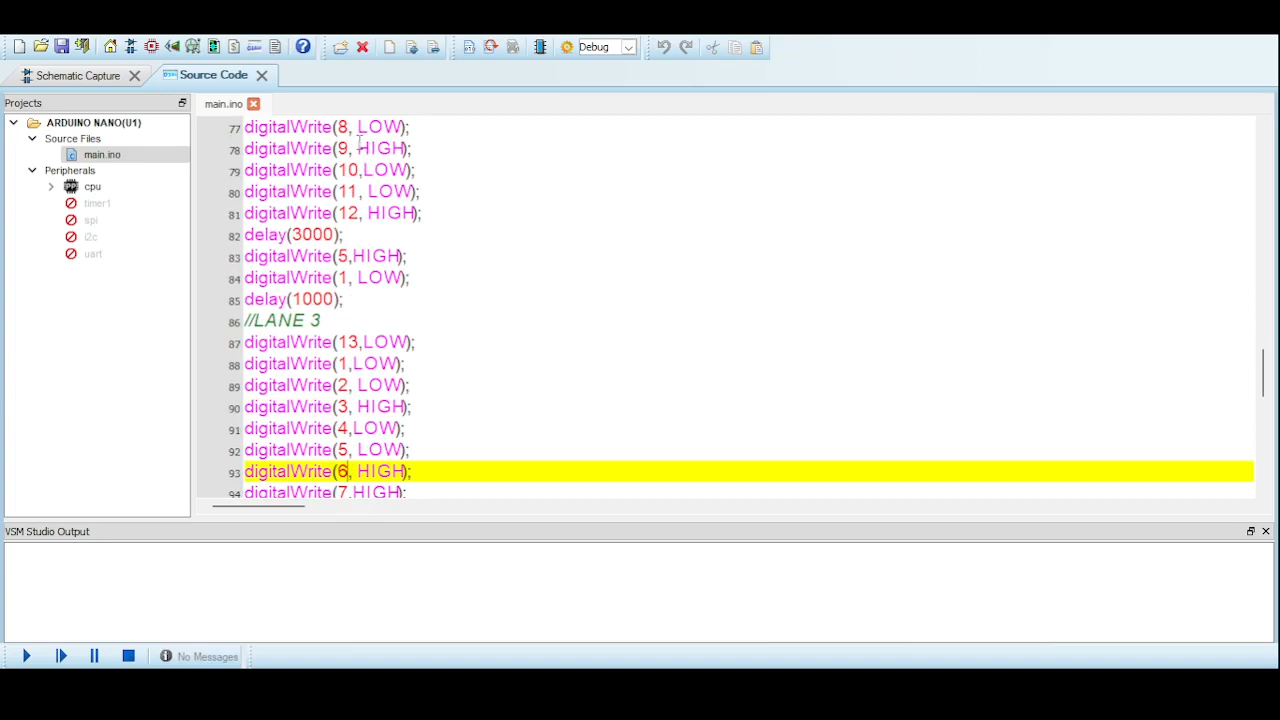 Debug
Schematic Capture
Source Code
Projects
ARDUINO NANO(U1)
Source Files
main.ino
Peripherals
cpu
timer1
spi
i2c
uart
main.ino
77 digitalWrite(8, LOW);
78 digitalWrite(9, HIGH);
79 digitalWrite(10,LOW);
80 digitalWrite(11, LOW);
81 digitalWrite(12, HIGH);
82 delay(3000);
83 digitalWrite(5,HIGH);
84 digitalWrite(1, LOW);
85 delay(1000);
86 //LANE 3
87 digitalWrite(13,LOW);
88 digitalWrite(1,LOW);
89 digitalWrite(2, LOW);
90 digitalWrite(3, HIGH);
91 digitalWrite(4,LOW);
92 digitalWrite(5, LOW);
93 digitalWrite(6, HIGH);
94 digitalWrite(7,HIGH);
VSM Studio Output
No Messages